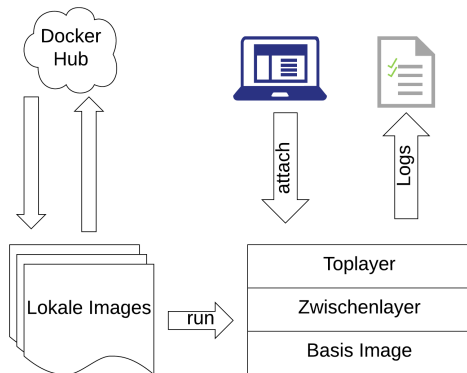 Docker
Hub
attach
Logs
Lokale Images
run
Toplayer
Zwischenlayer
Basis Image